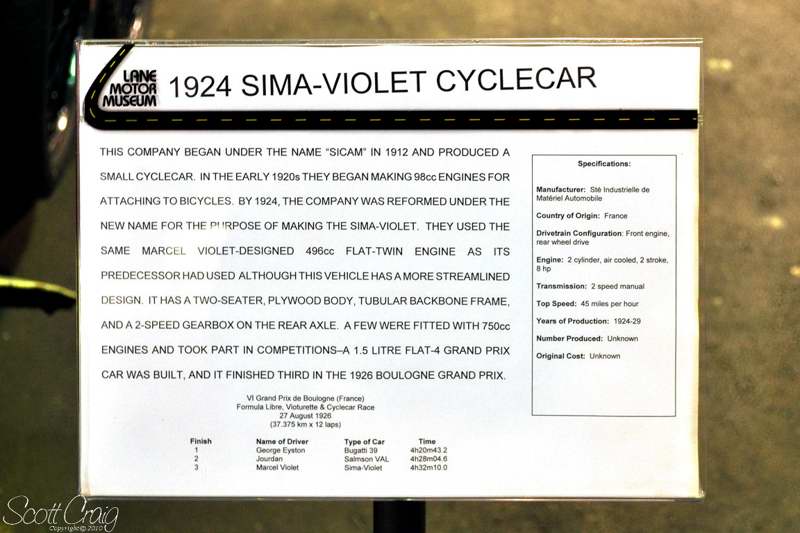 LANE
MOTOR
MUSEUM
1924 SIMA-VIOLET CYCLECAR
THIS COMPANY BEGAN UNDER THE NAME “SICAM” IN 1912 AND PRODUCED A
SMALL CYCLECAR. IN THE EARLY 1920s THEY BEGAN MAKING 98cc ENGINES FOR
ATTACHING TO BICYCLES. BY 1924, THE COMPANY WAS REFORMED UNDER THE
NEW NAME FOR THE PURPOSE OF MAKING THE SIMA-VIOLET. THEY USED THE
SAME MARCEL VIOLET-DESIGNED 496cc FLAT-TWIN ENGINE AS ITS
PREDECESSOR HAD USED ALTHOUGH THIS VEHICLE HAS A MORE STREAMLINED
DESIGN. IT HAS A TWO-SEATER, PLYWOOD BODY, TUBULAR BACKBONE FRAME,
AND A 2-SPEED GEARBOX ON THE REAR AXLE. A FEW WERE FITTED WITH 750cc
ENGINES AND TOOK PART IN COMPETITIONS–A 1.5 LITRE FLAT-4 GRAND PRIX
CAR WAS BUILT, AND IT FINISHED THIRD IN THE 1926 BOULOGNE GRAND PRIX.
VI Grand Prix de Boulogne (France)
Formula Libre, Vioturette & Cyclecar Race
27 August 1926
(37.375 km x 12 laps)
Finish Name of Driver Type of Car Time
1 George Eyston Bugatti 39 4h20m43.2
2 Jourdan Salmson VAL 4h28m04.6
3 Marcel Violet Sima-Violet 4h32m10.0
Specifications:
Manufacturer: Sté Industrielle de
Matériel Automobile
Country of Origin: France
Drivetrain Configuration: Front engine,
rear wheel drive
Engine: 2 cylinder, air cooled, 2 stroke,
8 hp
Transmission: 2 speed manual
Top Speed: 45 miles per hour
Years of Production: 1924-29
Number Produced: Unknown
Original Cost: Unknown
Scott Craig
Copyright © 2010